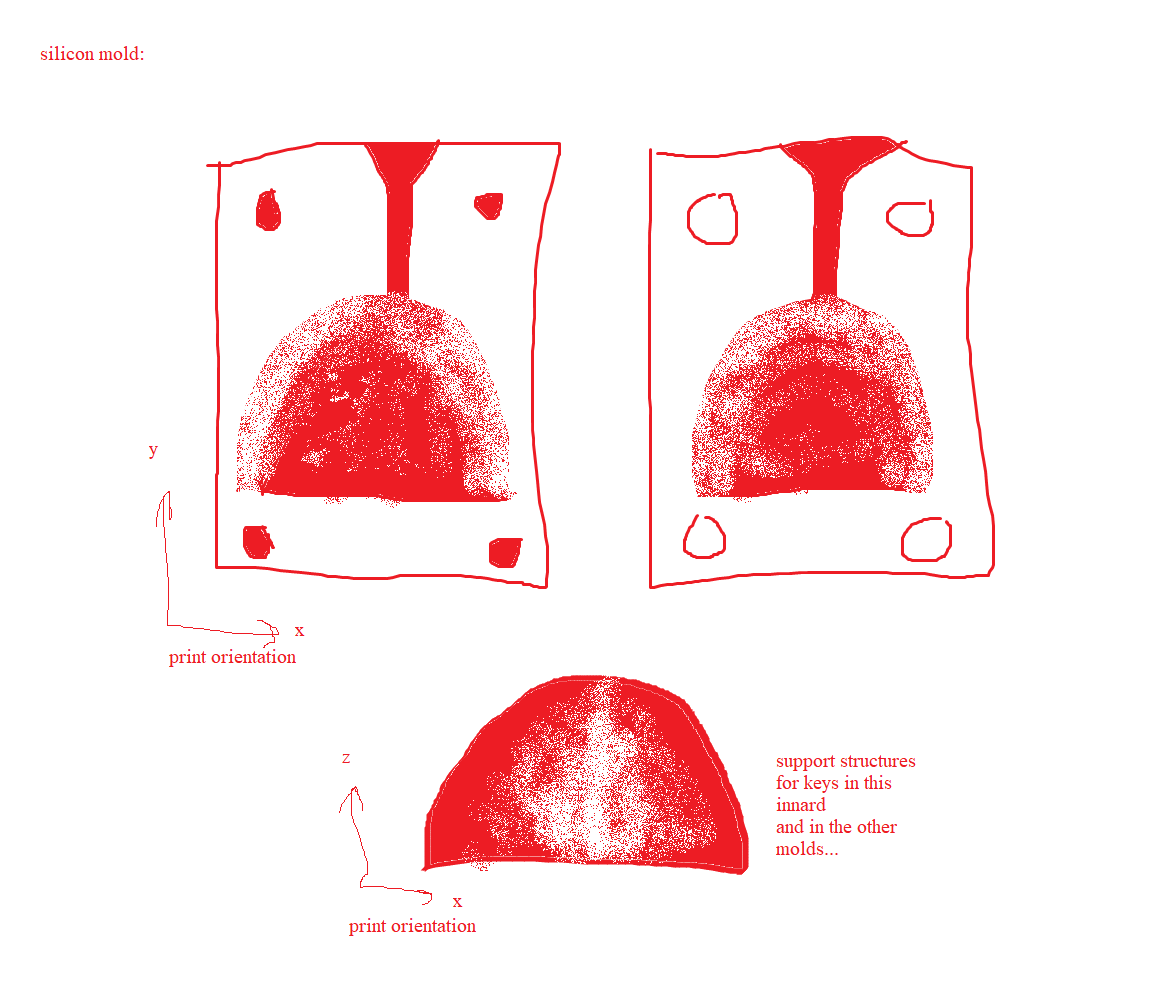 silicon mold:
y
x
print orientation
z
support structures
for keys in this
innard
and in the other
molds...
x
print orientation